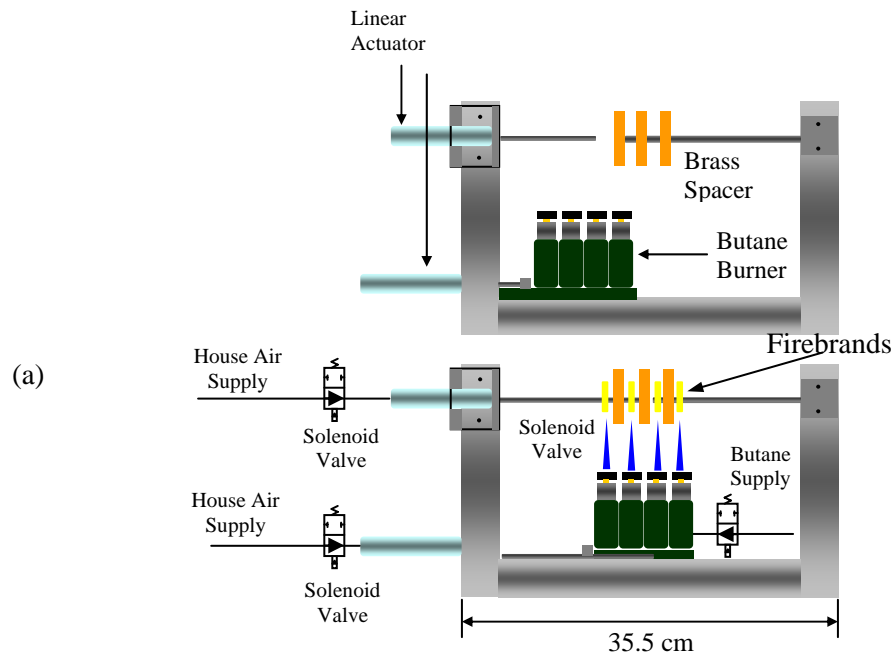 Linear
Actuator
Brass
Spacer
Butane
Burner
(a)
Firebrands
House Air
Supply
Solenoid
Valve
Solenoid
Valve
Butane
Supply
House Air
Supply
Solenoid
Valve
35.5 cm